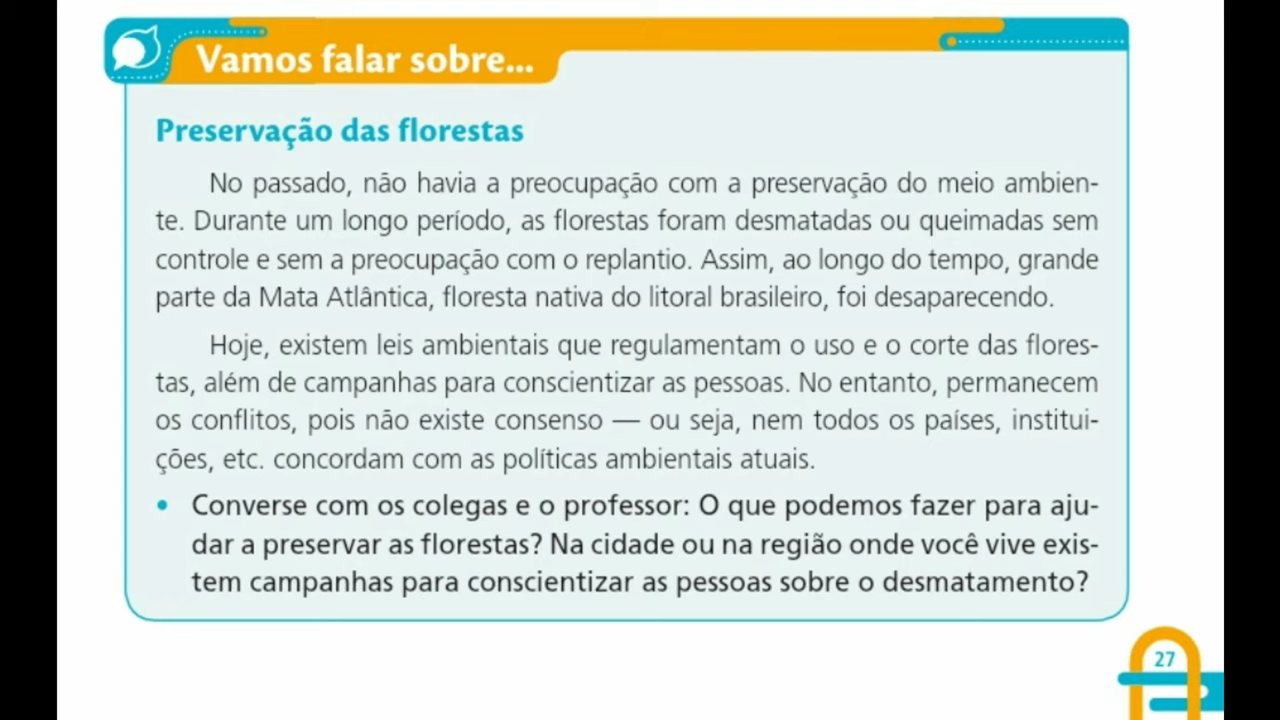 Vamos falar sobre...
Preservação das florestas
No passado, não havia a preocupação com a preservação do meio ambien-
te. Durante um longo período, as florestas foram desmatadas ou queimadas sem
controle e sem a preocupação com o replantio. Assim, ao longo do tempo, grande
parte da Mata Atlântica, floresta nativa do litoral brasileiro, foi desaparecendo.
Hoje, existem leis ambientais que regulamentam o uso e o corte das flores-
tas, além de campanhas para conscientizar as pessoas. No entanto, permanecem
os conflitos, pois não existe consenso — ou seja, nem todos os países, institui-
ções, etc. concordam com as políticas ambientais atuais.
• Converse com os colegas e o professor: O que podemos fazer para aju-
dar a preservar as florestas? Na cidade ou na região onde você vive exis-
tem campanhas para conscientizar as pessoas sobre o desmatamento?
27